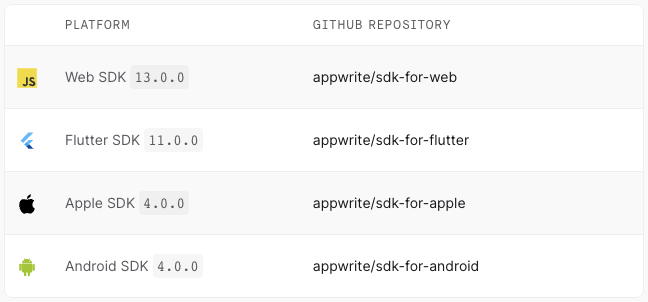 PLATFORM GITHUB REPOSITORY
JS Web SDK 13.0.0 appwrite/sdk-for-web
Flutter SDK 11.0.0 appwrite/sdk-for-flutter
Apple SDK 4.0.0 appwrite/sdk-for-apple
Android SDK 4.0.0 appwrite/sdk-for-android